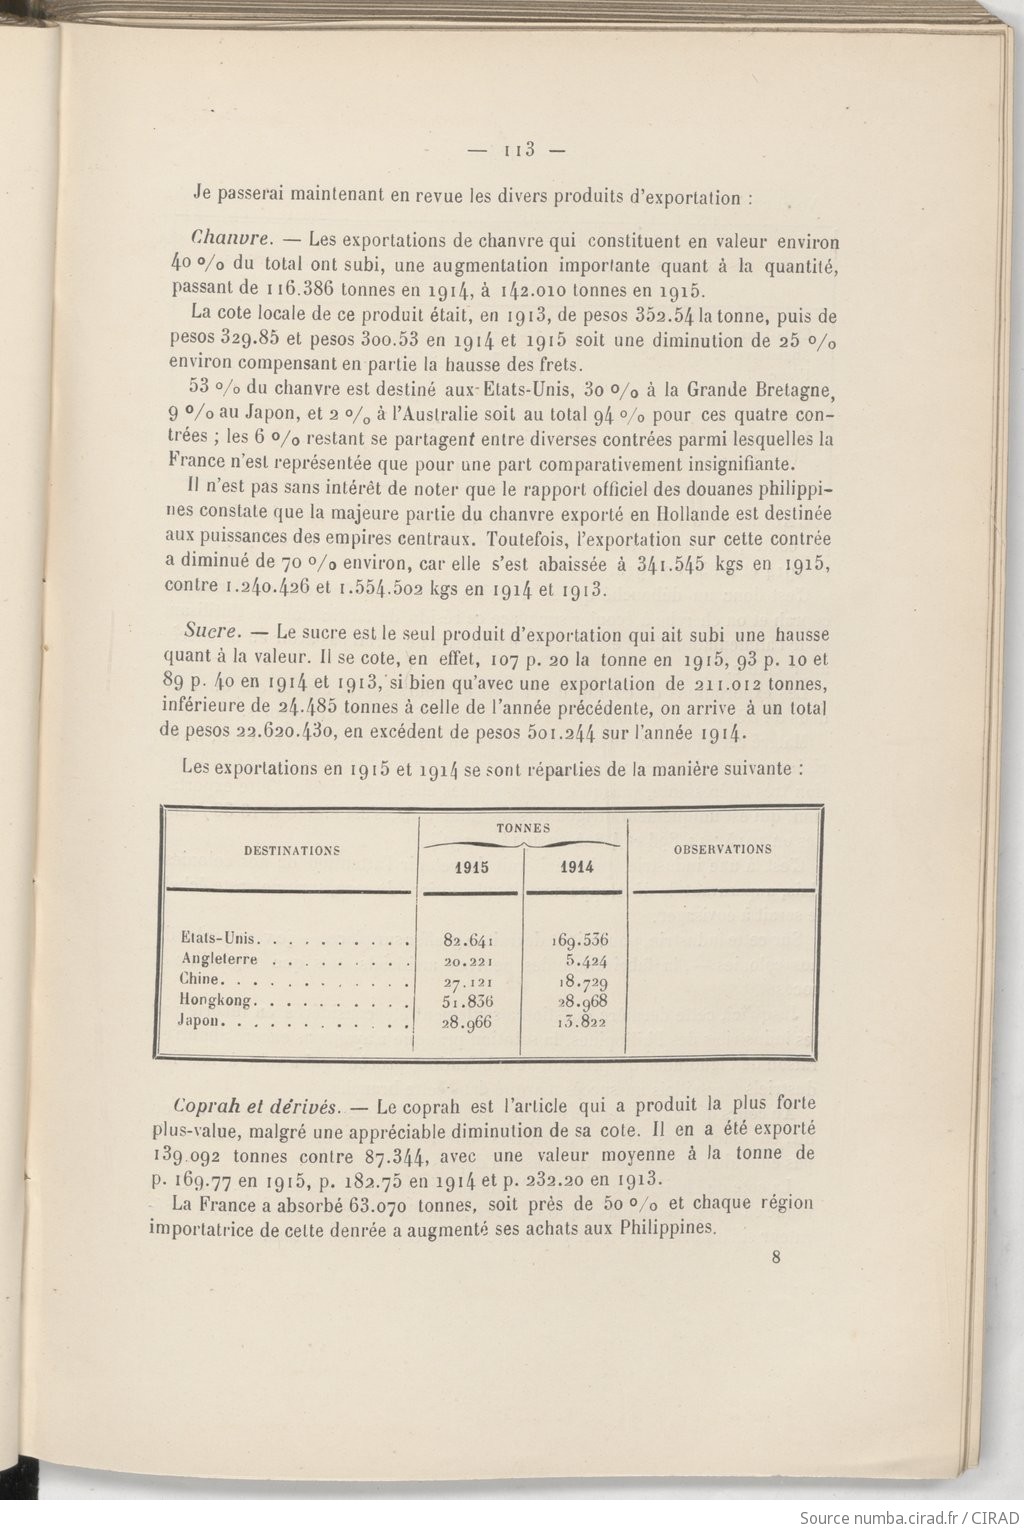 — 113 —
Je passerai maintenant en revue les divers produits d'exportation :
Chanvre. — Les exportations de chanvre qui constituent en valeur environ
40 % du total ont subi, une augmentation importante quant à la quantité,
passant de 116.386 tonnes en 1914, à 142.010 tonnes en 1915.
La cote locale de ce produit était, en 1913, de pesos 352.54 la tonne, puis de
pesos 329.85 et pesos 300.53 en 1914 et 1915 soit une diminution de 25 %
environ compensant en partie la hausse des frets.
53 % du chanvre est destiné aux Etats-Unis, 30 % à la Grande Bretagne,
9 % au Japon, et 2 % à l'Australie soit au total 94 % pour ces quatre con-
trées ; les 6 % restant se partagent entre diverses contrées parmi lesquelles la
France n'est représentée que pour une part comparativement insignifiante.
Il n'est pas sans intérêt de noter que le rapport officiel des douanes philippi-
nes constate que la majeure partie du chanvre exporté en Hollande est destinée
aux puissances des empires centraux. Toutefois, l'exportation sur cette contrée
a diminué de 70 % environ, car elle s'est abaissée à 341.545 kgs en 1915,
contre 1.240.426 et 1.554.502 kgs en 1914 et 1913.
Sucre. — Le sucre est le seul produit d'exportation qui ait subi une hausse
quant à la valeur. Il se cote, en effet, 107 p. 20 la tonne en 1915, 93 p. 10 et
89 p. 40 en 1914 et 1913, si bien qu'avec une exportation de 211.012 tonnes,
inférieure de 24.485 tonnes à celle de l'année précédente, on arrive à un total
de pesos 22.620.430, en excédent de pesos 501.244 sur l'année 1914.
Les exportations en 1915 et 1914 se sont réparties de la manière suivante :
DESTINATIONS TONNES OBSERVATIONS
1915 1914
Etats-Unis. . . . . . . . . . 82.641 169.536
Angleterre . . . . . . . . . 20.221 5.424
Chine. . . . . . . . . . . . 27.121 18.729
Hongkong. . . . . . . . . . 51.836 28.968
Japon. . . . . . . . . . . . 28.966 13.822
Coprah et dérivés. — Le coprah est l'article qui a produit la plus forte
plus-value, malgré une appréciable diminution de sa cote. Il en a été exporté
139.092 tonnes contre 87.344, avec une valeur moyenne à la tonne de
p. 169.77 en 1915, p. 182.75 en 1914 et p. 232.20 en 1913.
La France a absorbé 63.070 tonnes, soit près de 50 % et chaque région
importatrice de cette denrée a augmenté ses achats aux Philippines.
8
Source numba.cirad.fr / CIRAD